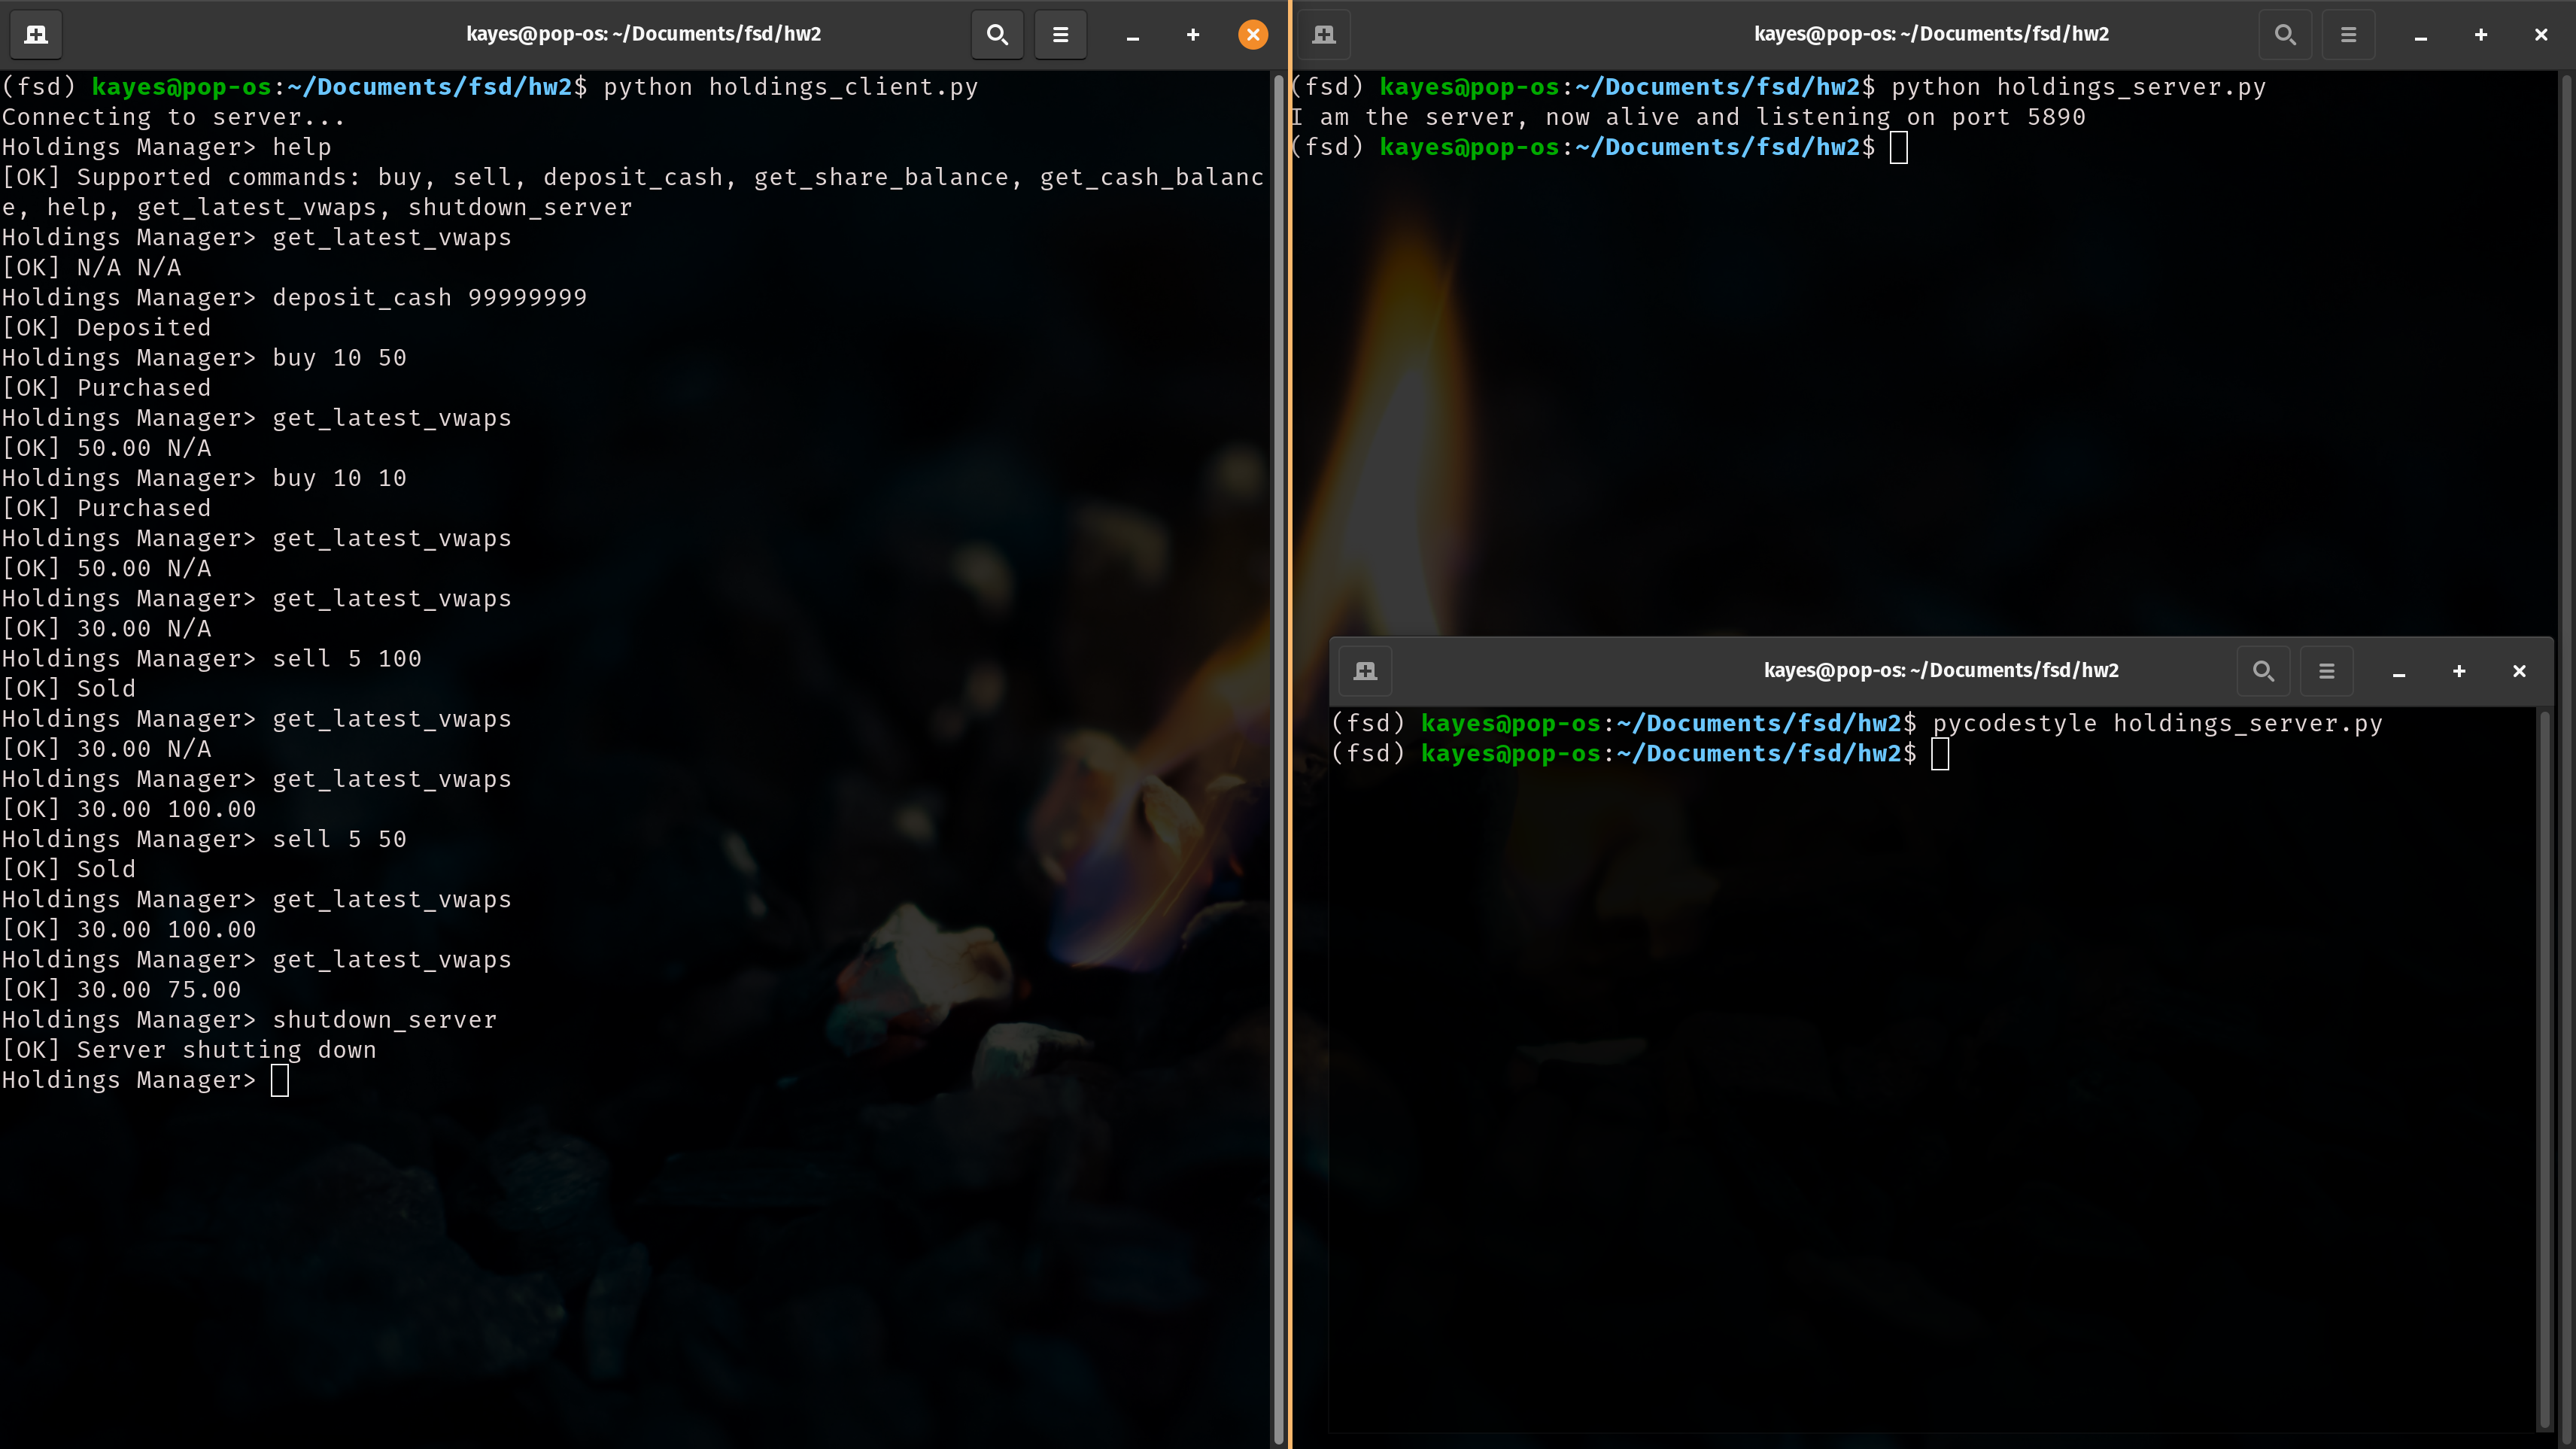 kayes@pop-os: ~/Documents/fsd/hw2
(fsd) kayes@pop-os:~/Documents/fsd/hw2$ python holdings_client.py
Connecting to server...
Holdings Manager> help
[OK] Supported commands: buy, sell, deposit_cash, get_share_balance, get_cash_balanc
e, help, get_latest_vwaps, shutdown_server
Holdings Manager> get_latest_vwaps
[OK] N/A N/A
Holdings Manager> deposit_cash 99999999
[OK] Deposited
Holdings Manager> buy 10 50
[OK] Purchased
Holdings Manager> get_latest_vwaps
[OK] 50.00 N/A
Holdings Manager> buy 10 10
[OK] Purchased
Holdings Manager> get_latest_vwaps
[OK] 50.00 N/A
Holdings Manager> get_latest_vwaps
[OK] 30.00 N/A
Holdings Manager> sell 5 100
[OK] Sold
Holdings Manager> get_latest_vwaps
[OK] 30.00 N/A
Holdings Manager> get_latest_vwaps
[OK] 30.00 100.00
Holdings Manager> sell 5 50
[OK] Sold
Holdings Manager> get_latest_vwaps
[OK] 30.00 100.00
Holdings Manager> get_latest_vwaps
[OK] 30.00 75.00
Holdings Manager> shutdown_server
[OK] Server shutting down
Holdings Manager>
kayes@pop-os: ~/Documents/fsd/hw2
(fsd) kayes@pop-os:~/Documents/fsd/hw2$ python holdings_server.py
I am the server, now alive and listening on port 5890
(fsd) kayes@pop-os:~/Documents/fsd/hw2$
kayes@pop-os: ~/Documents/fsd/hw2
(fsd) kayes@pop-os:~/Documents/fsd/hw2$ pycodestyle holdings_server.py
(fsd) kayes@pop-os:~/Documents/fsd/hw2$